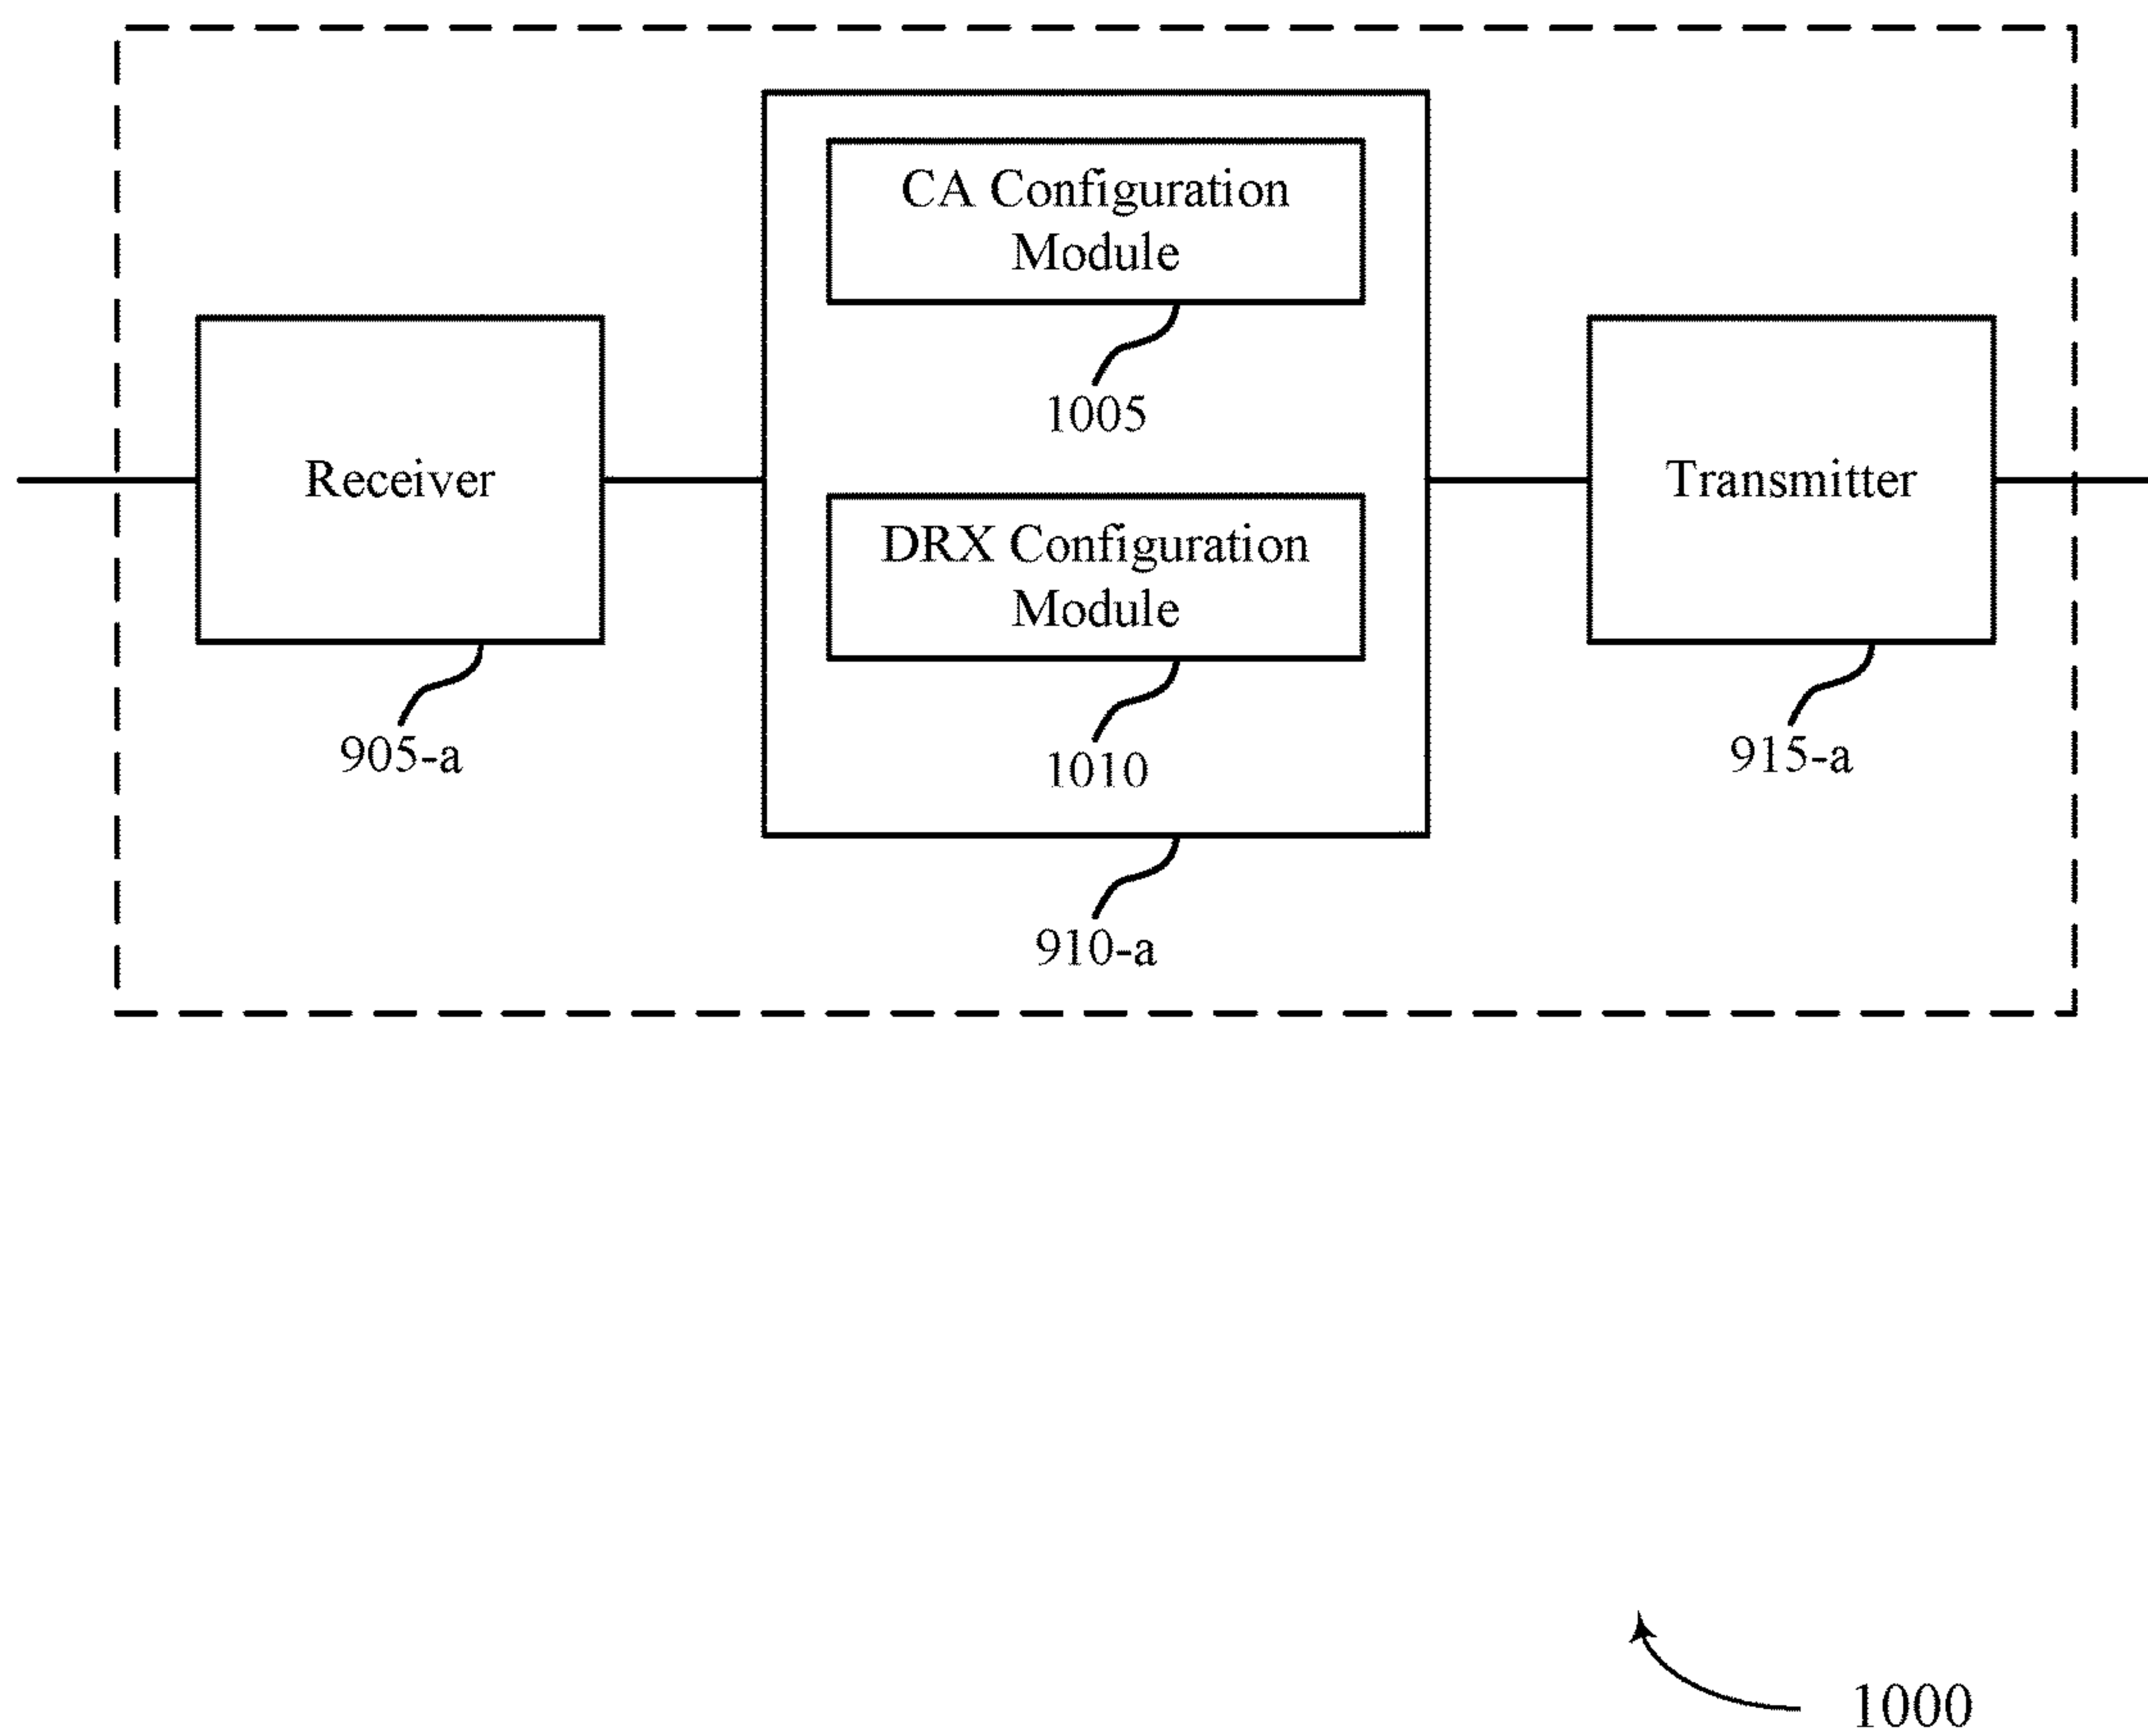 CA Configuration
Module
1005
Receiver
905-a
DRX Configuration
Module
1010
910-a
Transmitter
915-a
1000